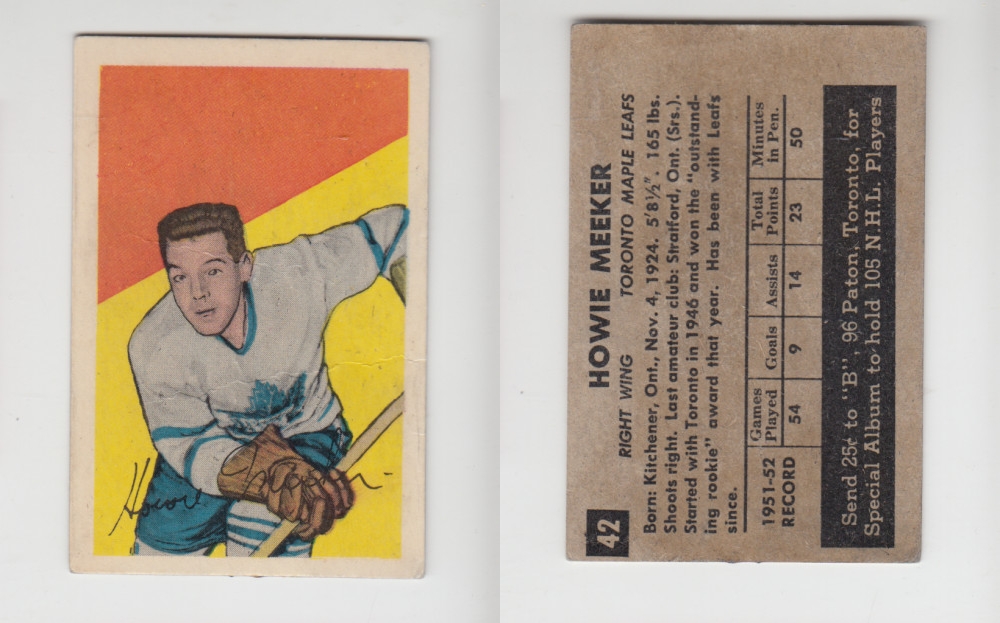 Howie Meeker
42
HOWIE MEEKER
RIGHT WING TORONTO MAPLE LEAFS
Born: Kitchener, Ont., Nov. 4, 1924. 5'8½". 165 lbs.
Shoots right. Last amateur club: Stratford, Ont. (Srs.).
Started with Toronto in 1946 and won the "outstand-
ing rookie" award that year. Has been with Leafs
since.
1951-52 RECORD
Games Played Goals Assists Total Points Minutes in Pen.
54 9 14 23 50
Send 25¢ to "B", 96 Paton, Toronto, for
Special Album to hold 105 N.H.L. Players